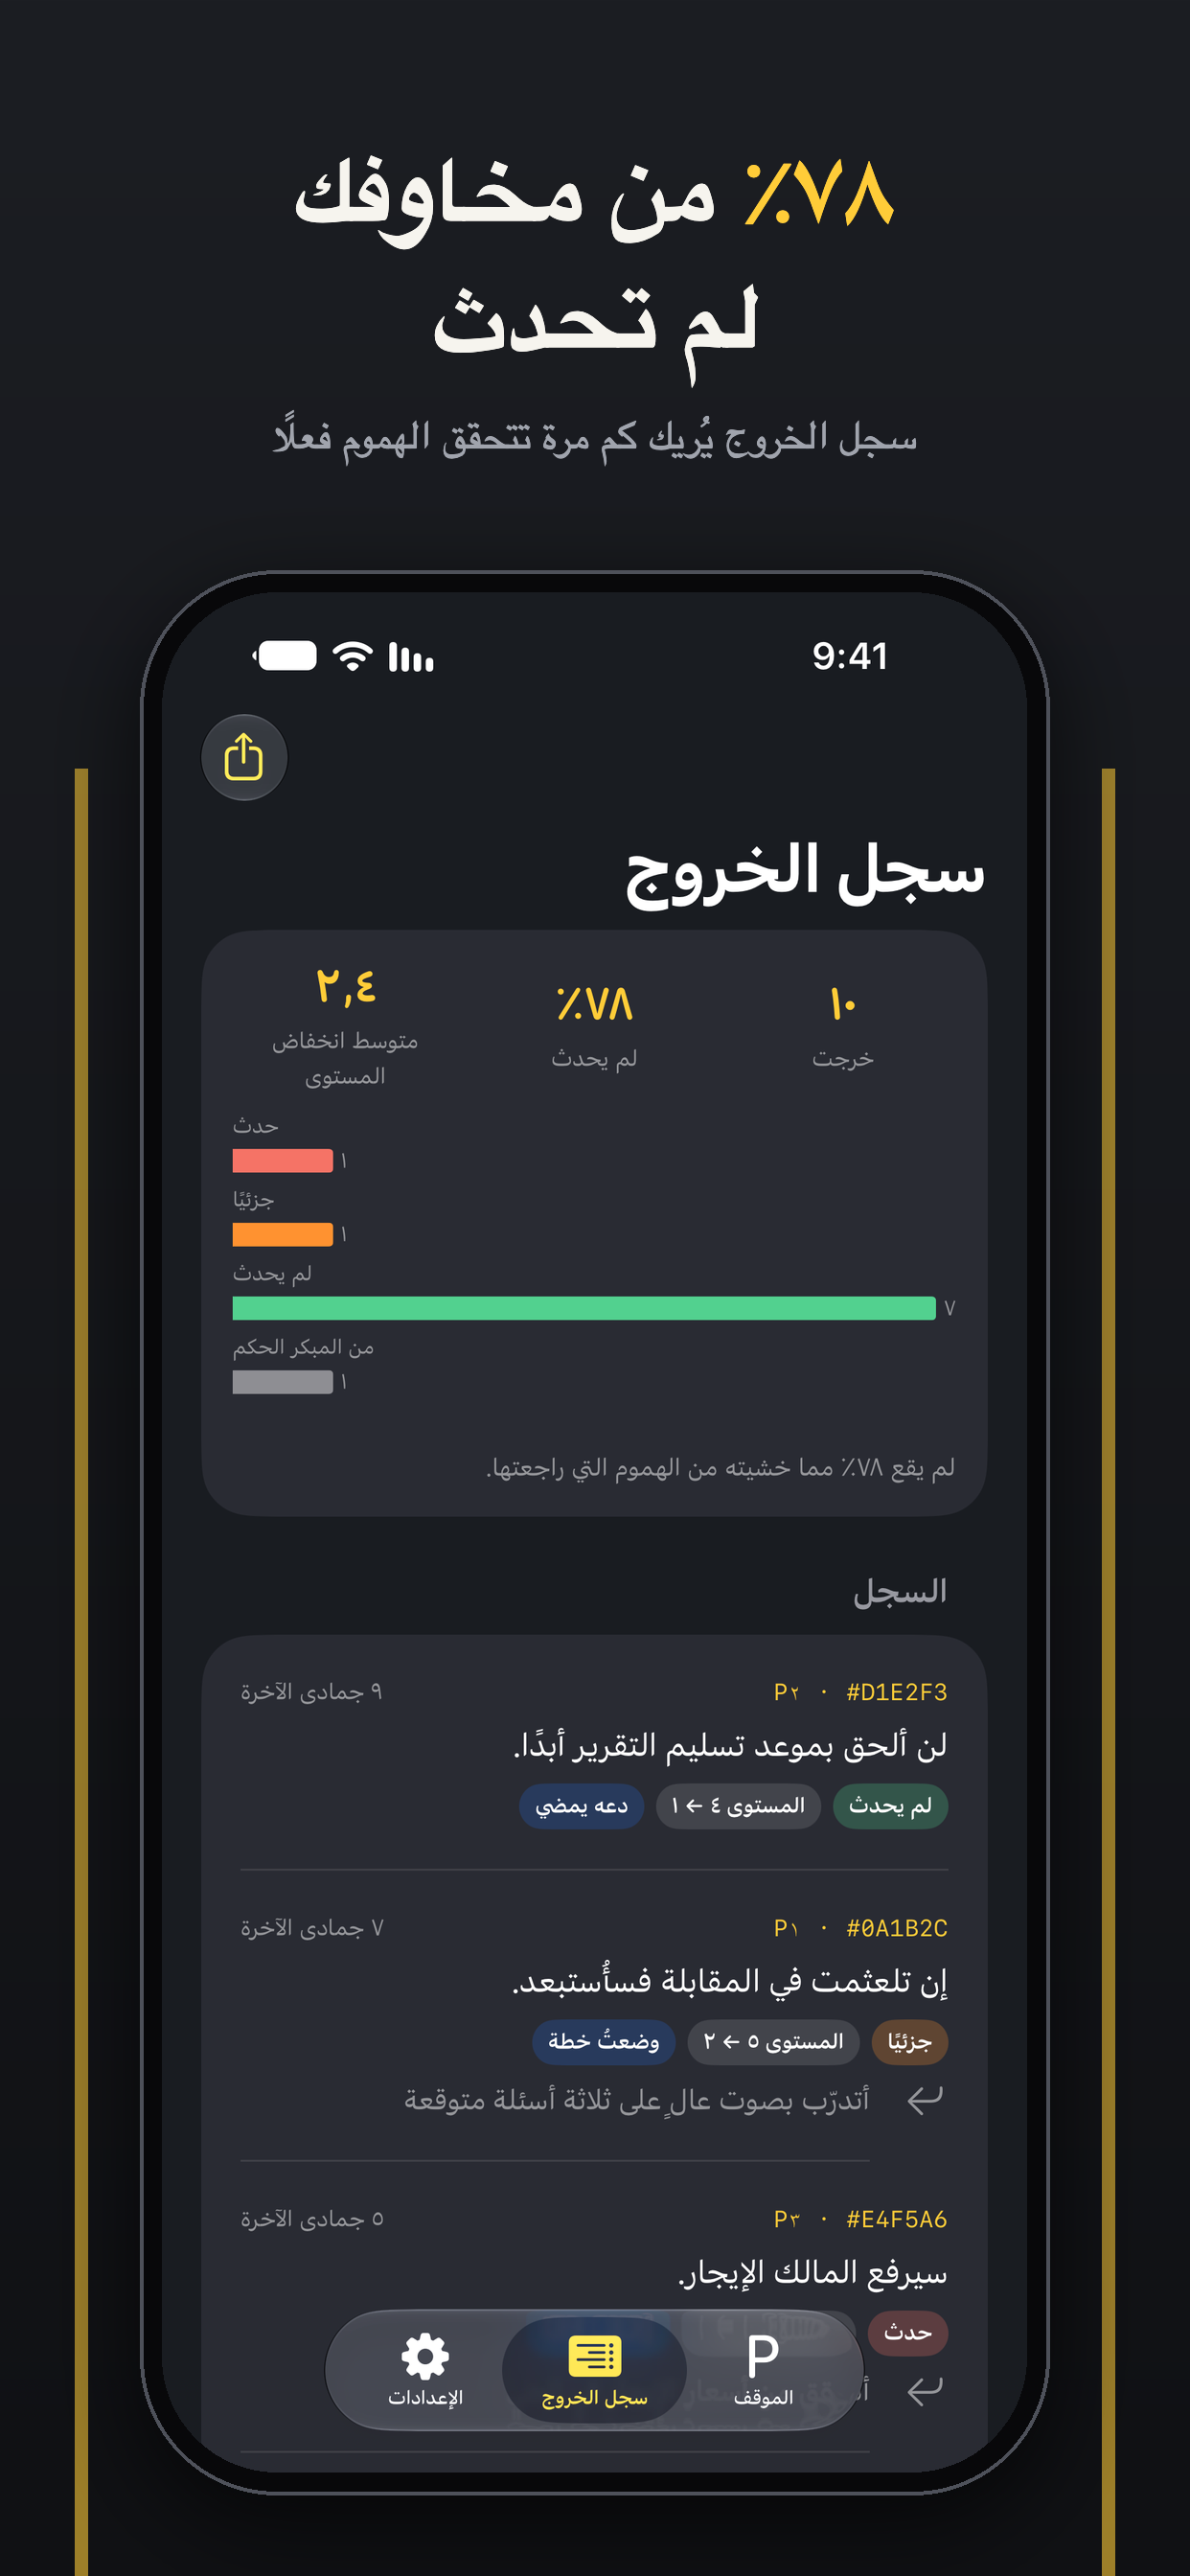 ٧٨٪ من مخاوفك
لم تحدث
سجل الخروج يُريك كم مرة تتحقق الهموم فعلًا
9:41
سجل الخروج
١٠
خرجت
٧٨٪
لم يحدث
٢,٤
متوسط انخفاض
المستوى
حدث
١
جزئيًا
١
لم يحدث
٧
من المبكر الحكم
١
لم يقع ٧٨٪ مما خشيته من الهموم التي راجعتها.
السجل
#D1E2F3 · P٢
٩ جمادى الآخرة
لن ألحق بموعد تسليم التقرير أبدًا.
لم يحدث
المستوى ٤ ← ١
دعه يمضي
#0A1B2C · P١
٧ جمادى الآخرة
إن تلعثمت في المقابلة فسأُستبعد.
جزئيًا
المستوى ٥ ← ٢
وضعتُ خطة
أتدرّب بصوت عالٍ على ثلاثة أسئلة متوقعة
#E4F5A6 · P٣
٥ جمادى الآخرة
سيرفع المالك الإيجار.
حدث
P
الموقف
سجل الخروج
الإعدادات